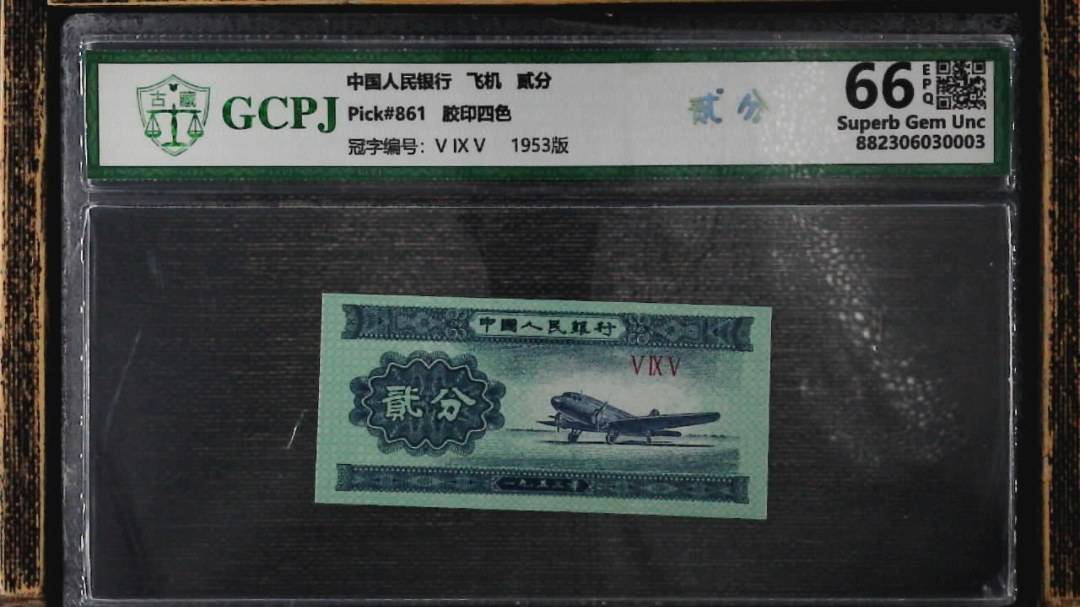 中国人民银行 飞机 贰分
古藏
GCPJ
Pick#861 胶印四色
冠字编号：V IX V 1953版
贰分
66
EPQ
Superb Gem Unc
882306030003
中國人民銀行
V IX V
貳分
一九五三年